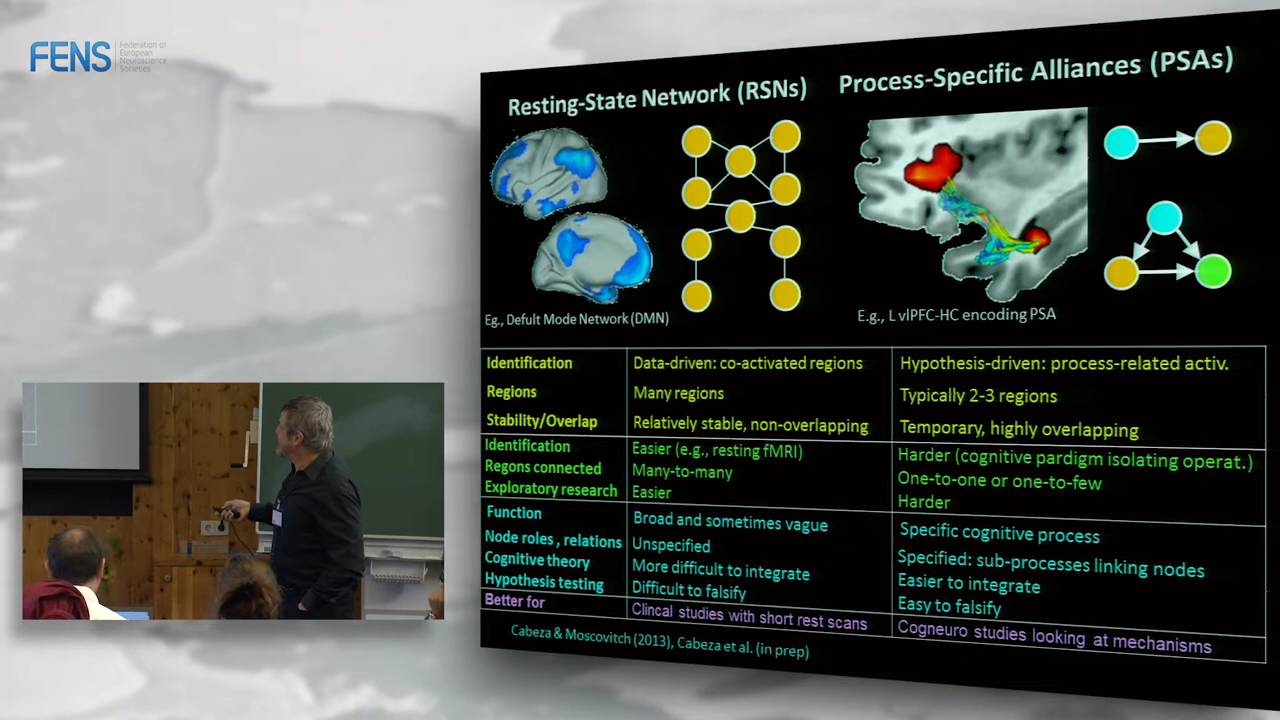 FENS
Federation of
European
Neuroscience
Societies
Resting-State Network (RSNs)
Process-Specific Alliances (PSAs)
Eg., Defult Mode Network (DMN)
E.g., L vlPFC-HC encoding PSA
Identification Data-driven: co-activated regions Hypothesis-driven: process-related activ.
Regions Many regions Typically 2-3 regions
Stability/Overlap Relatively stable, non-overlapping Temporary, highly overlapping
Identification Easier (e.g., resting fMRI) Harder (cognitive pardigm isolating operat.)
Regons connected Many-to-many One-to-one or one-to-few
Exploratory research Easier Harder
Function Broad and sometimes vague Specific cognitive process
Node roles , relations Unspecified Specified: sub-processes linking nodes
Cognitive theory More difficult to integrate Easier to integrate
Hypothesis testing Difficult to falsify Easy to falsify
Better for Clincal studies with short rest scans Cogneuro studies looking at mechanisms
Cabeza & Moscovitch (2013), Cabeza et al. (in prep)